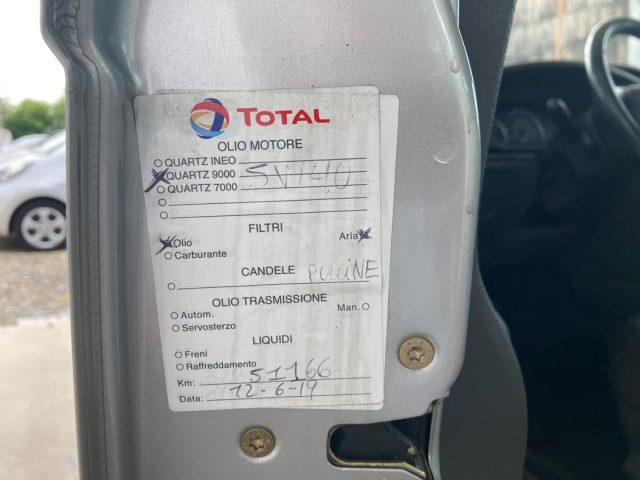 TOTAL
OLIO MOTORE
QUARTZ INEO
QUARTZ 9000
QUARTZ 7000
FILTRI
Olio Aria
Carburante
CANDELE
OLIO TRASMISSIONE
Autom. Man.
Servosterzo
LIQUIDI
Freni
Raffreddamento
Km: 51166
Data: 12-6-19